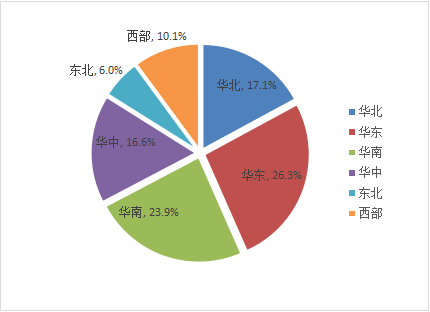 西部, 10.1%
东北, 6.0%
华北, 17.1%
华中, 16.6%
华东, 26.3%
华南, 23.9%
华北
华东
华南
华中
东北
西部